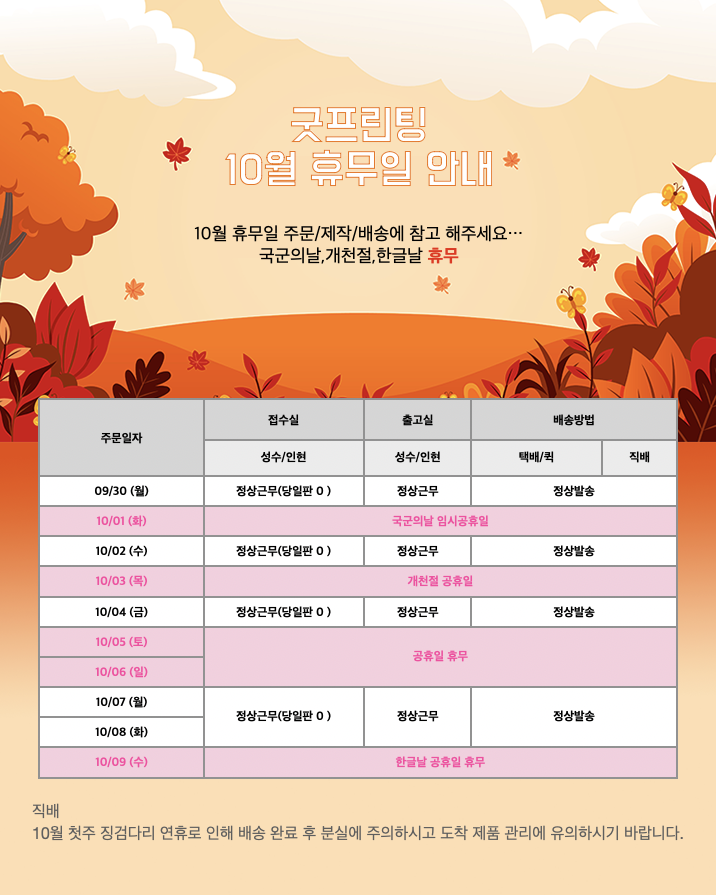 굿프린팅
10월 휴무일 안내
10월 휴무일 주문/제작/배송에 참고 해주세요…
국군의날,개천절,한글날 휴무
주문일자 접수실 출고실 배송방법
성수/인현 성수/인현 택배/퀵 직배
09/30 (월) 정상근무(당일판 0 ) 정상근무 정상발송
10/01 (화) 국군의날 임시공휴일
10/02 (수) 정상근무(당일판 0 ) 정상근무 정상발송
10/03 (목) 개천절 공휴일
10/04 (금) 정상근무(당일판 0 ) 정상근무 정상발송
10/05 (토) 공휴일 휴무
10/06 (일)
10/07 (월) 정상근무(당일판 0 ) 정상근무 정상발송
10/08 (화)
10/09 (수) 한글날 공휴일 휴무
직배
10월 첫주 징검다리 연휴로 인해 배송 완료 후 분실에 주의하시고 도착 제품 관리에 유의하시기 바랍니다.